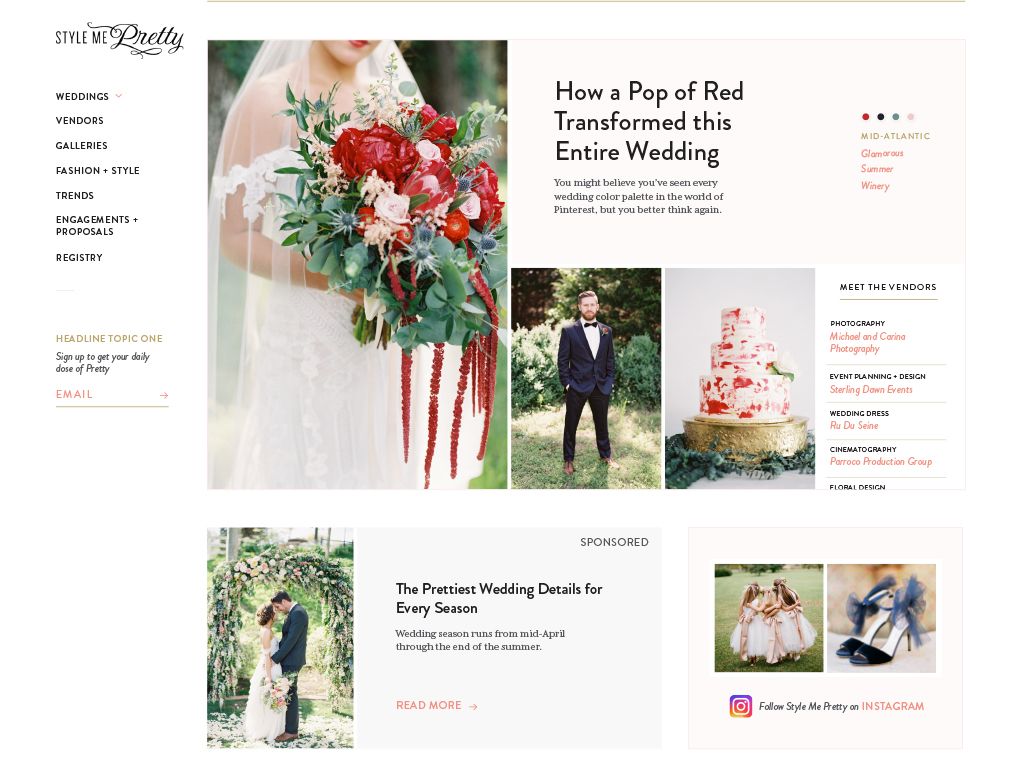 STYLE ME Pretty
WEDDINGS
VENDORS
GALLERIES
FASHION + STYLE
TRENDS
ENGAGEMENTS +
PROPOSALS
REGISTRY
HEADLINE TOPIC ONE
Sign up to get your daily
dose of Pretty
EMAIL
How a Pop of Red
Transformed this
Entire Wedding
You might believe you've seen every
wedding color palette in the world of
Pinterest, but you better think again.
MID-ATLANTIC
Glamorous
Summer
Winery
MEET THE VENDORS
PHOTOGRAPHY
Michael and Carina
Photography
EVENT PLANNING + DESIGN
Sterling Dawn Events
WEDDING DRESS
Ru Du Seine
CINEMATOGRAPHY
Parroco Production Group
FLORAL DESIGN
SPONSORED
The Prettiest Wedding Details for
Every Season
Wedding season runs from mid-April
through the end of the summer.
READ MORE
Follow Style Me Pretty on INSTAGRAM